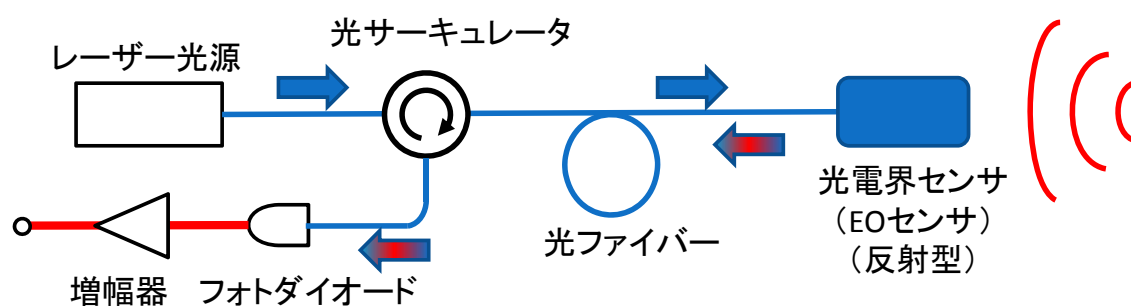 光サーキュレータ
レーザー光源
光電界センサ
（EOセンサ）
（反射型）
光ファイバー
増幅器
フォトダイオード